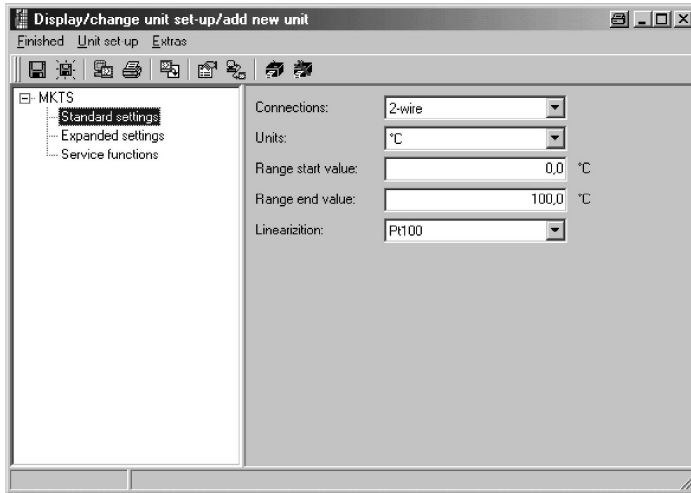 Display/change unit set-up/add new unit
Finished Unit set-up Extras
MKTS
Standard settings
Expanded settings
Service functions
Connections: 2-wire
Units: °C
Range start value: 0,0 °C
Range end value: 100,0 °C
Linearizition: Pt100